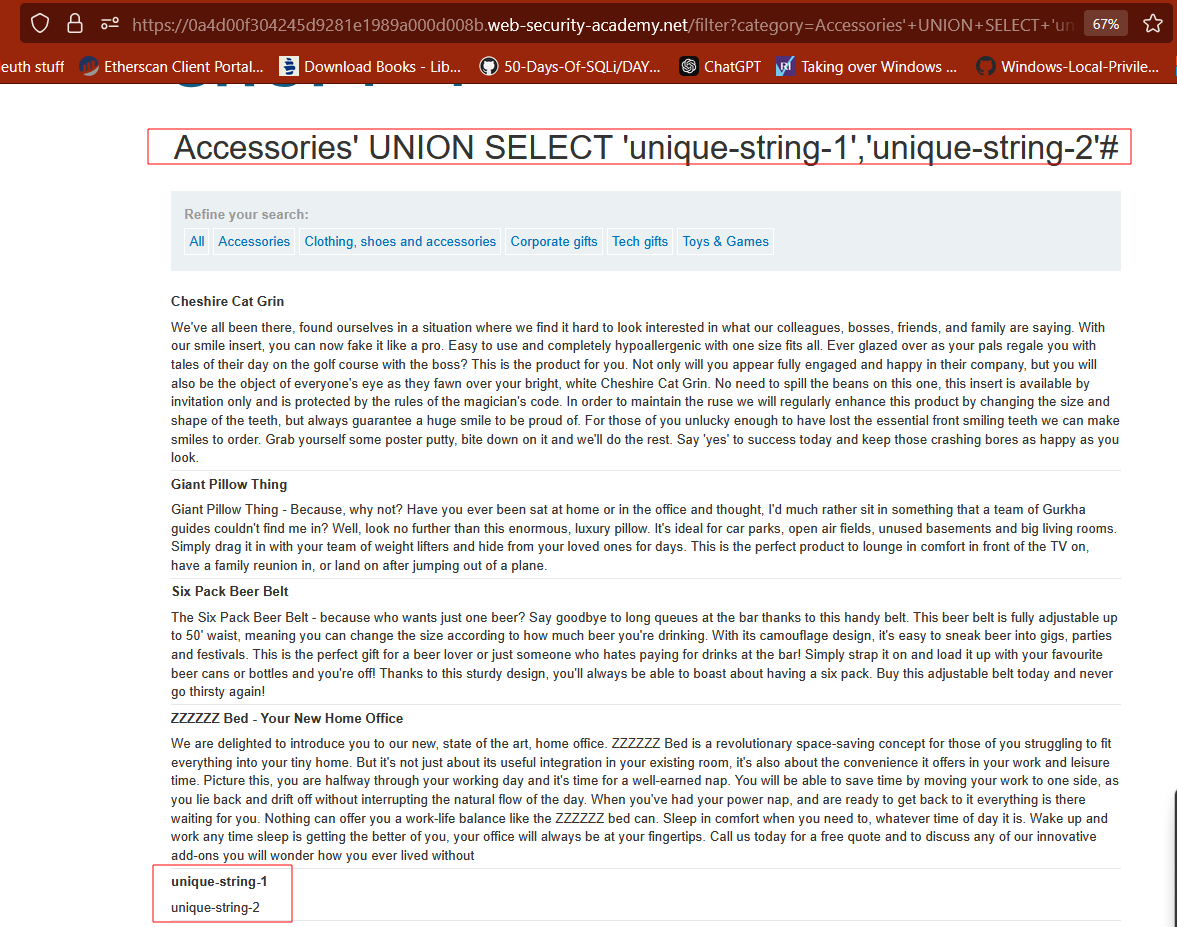 https://0a4d00f304245d9281e1989a000d008b.web-security-academy.net/filter?category=Accessories'+UNION+SELECT+'un 67%
euth stuff Etherscan Client Portal... Download Books - Lib... 50-Days-Of-SQLi/DAY... ChatGPT RI Taking over Windows ... Windows-Local-Privile...
Accessories' UNION SELECT 'unique-string-1','unique-string-2'#
Refine your search:
All Accessories Clothing, shoes and accessories Corporate gifts Tech gifts Toys & Games
Cheshire Cat Grin
We've all been there, found ourselves in a situation where we find it hard to look interested in what our colleagues, bosses, friends, and family are saying. With
our smile insert, you can now fake it like a pro. Easy to use and completely hypoallergenic with one size fits all. Ever glazed over as your pals regale you with
tales of their day on the golf course with the boss? This is the product for you. Not only will you appear fully engaged and happy in their company, but you will
also be the object of everyone's eye as they fawn over your bright, white Cheshire Cat Grin. No need to spill the beans on this one, this insert is available by
invitation only and is protected by the rules of the magician's code. In order to maintain the ruse we will regularly enhance this product by changing the size and
shape of the teeth, but always guarantee a huge smile to be proud of. For those of you unlucky enough to have lost the essential front smiling teeth we can make
smiles to order. Grab yourself some poster putty, bite down on it and we'll do the rest. Say 'yes' to success today and keep those crashing bores as happy as you
look.
Giant Pillow Thing
Giant Pillow Thing - Because, why not? Have you ever been sat at home or in the office and thought, I'd much rather sit in something that a team of Gurkha
guides couldn't find me in? Well, look no further than this enormous, luxury pillow. It's ideal for car parks, open air fields, unused basements and big living rooms.
Simply drag it in with your team of weight lifters and hide from your loved ones for days. This is the perfect product to lounge in comfort in front of the TV on,
have a family reunion in, or land on after jumping out of a plane.
Six Pack Beer Belt
The Six Pack Beer Belt - because who wants just one beer? Say goodbye to long queues at the bar thanks to this handy belt. This beer belt is fully adjustable up
to 50' waist, meaning you can change the size according to how much beer you're drinking. With its camouflage design, it's easy to sneak beer into gigs, parties
and festivals. This is the perfect gift for a beer lover or just someone who hates paying for drinks at the bar! Simply strap it on and load it up with your favourite
beer cans or bottles and you're off! Thanks to this sturdy design, you'll always be able to boast about having a six pack. Buy this adjustable belt today and never
go thirsty again!
ZZZZZZ Bed - Your New Home Office
We are delighted to introduce you to our new, state of the art, home office. ZZZZZZ Bed is a revolutionary space-saving concept for those of you struggling to fit
everything into your tiny home. But it's not just about its useful integration in your existing room, it's also about the convenience it offers in your work and leisure
time. Picture this, you are halfway through your working day and it's time for a well-earned nap. You will be able to save time by moving your work to one side, as
you lie back and drift off without interrupting the natural flow of the day. When you've had your power nap, and are ready to get back to it everything is there
waiting for you. Nothing can offer you a work-life balance like the ZZZZZZ bed can. Sleep in comfort when you need to, whatever time of day it is. Wake up and
work any time sleep is getting the better of you, your office will always be at your fingertips. Call us today for a free quote and to discuss any of our innovative
add-ons you will wonder how you ever lived without
unique-string-1
unique-string-2